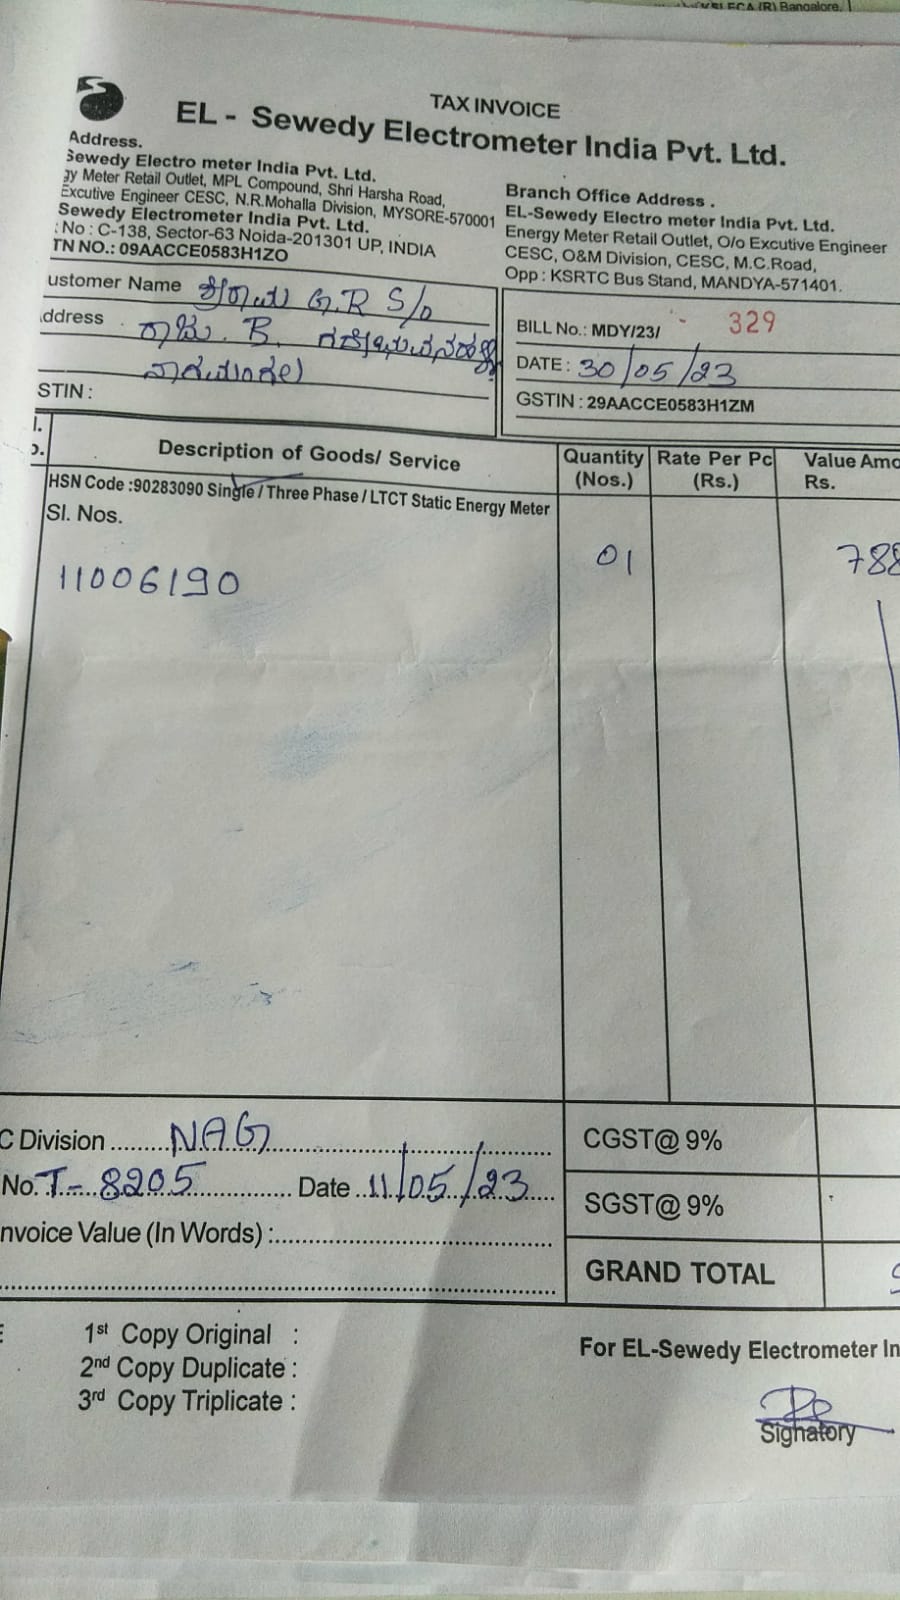 TAX INVOICE
EL - Sewedy Electrometer India Pvt. Ltd.
Address.
Sewedy Electro meter India Pvt. Ltd.
gy Meter Retail Outlet, MPL Compound, Shri Harsha Road,
Excutive Engineer CESC, N.R.Mohalla Division, MYSORE-570001
Sewedy Electrometer India Pvt. Ltd.
: No : C-138, Sector-63 Noida-201301 UP, INDIA
TN NO.: 09AACCE0583H1ZO
Branch Office Address .
EL-Sewedy Electro meter India Pvt. Ltd.
Energy Meter Retail Outlet, O/o Excutive Engineer
CESC, O&M Division, CESC, M.C.Road,
Opp : KSRTC Bus Stand, MANDYA-571401.
ustomer Name G.R S/o
ddress ರಾಜು. B.
STIN :
BILL No.: MDY/23/ - 329
DATE : 30/05/23
GSTIN : 29AACCE0583H1ZM
Description of Goods/ Service Quantity (Nos.) Rate Per Pc (Rs.) Value Amo Rs.
HSN Code :90283090 Single / Three Phase / LTCT Static Energy Meter
Sl. Nos.
11006190 01 788
C Division NAG
No. T-8205 Date 11/05/23
nvoice Value (In Words) :
CGST@ 9%
SGST@ 9%
GRAND TOTAL
1st Copy Original :
2nd Copy Duplicate :
3rd Copy Triplicate :
For EL-Sewedy Electrometer In
Signatory